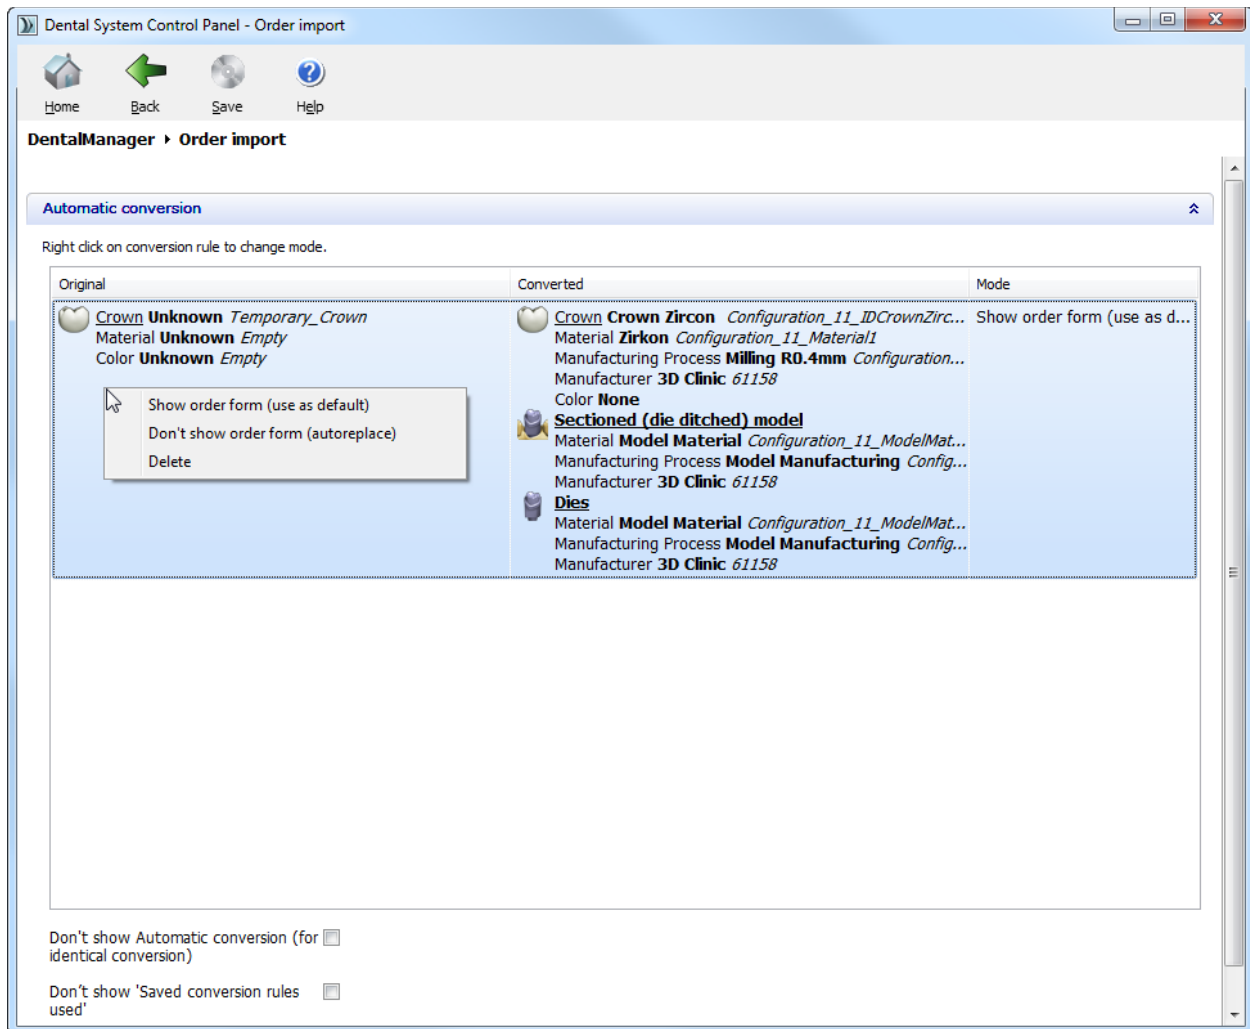 Dental System Control Panel - Order import
Home Back Save Help
DentalManager ▸ Order import
Automatic conversion
Right click on conversion rule to change mode.
Original Converted Mode
Crown Unknown Temporary_Crown
Material Unknown Empty
Color Unknown Empty
Show order form (use as default)
Don't show order form (autoreplace)
Delete
Crown Crown Zircon Configuration_11_IDCrownZirc...
Material Zirkon Configuration_11_Material1
Manufacturing Process Milling R0.4mm Configuration...
Manufacturer 3D Clinic 61158
Color None
Sectioned (die ditched) model
Material Model Material Configuration_11_ModelMat...
Manufacturing Process Model Manufacturing Config...
Manufacturer 3D Clinic 61158
Dies
Material Model Material Configuration_11_ModelMat...
Manufacturing Process Model Manufacturing Config...
Manufacturer 3D Clinic 61158
Show order form (use as d...
Don't show Automatic conversion (for
identical conversion)
Don't show 'Saved conversion rules
used'